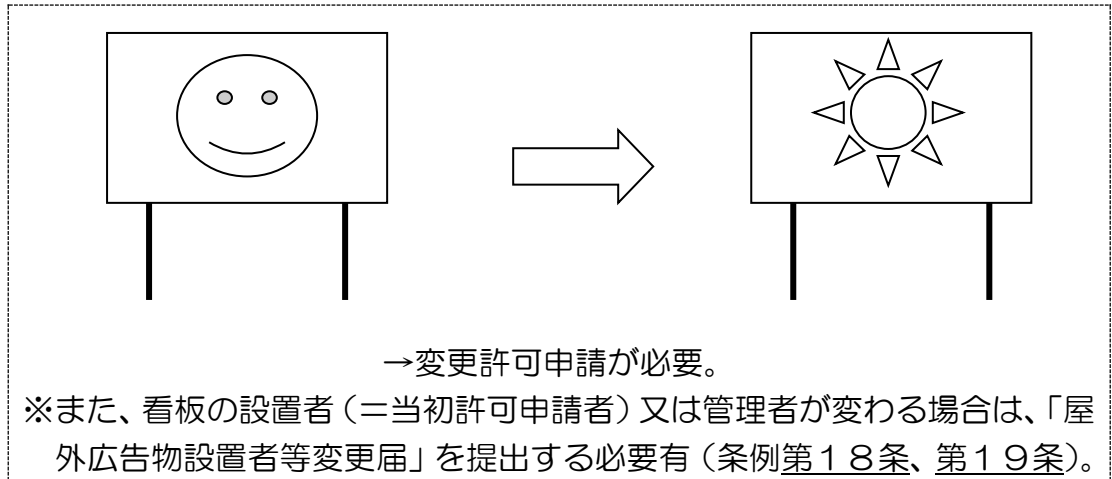 →変更許可申請が必要。
※また、看板の設置者（＝当初許可申請者）又は管理者が変わる場合は、「屋
外広告物設置者等変更届」を提出する必要有（条例第１８条、第１９条）。